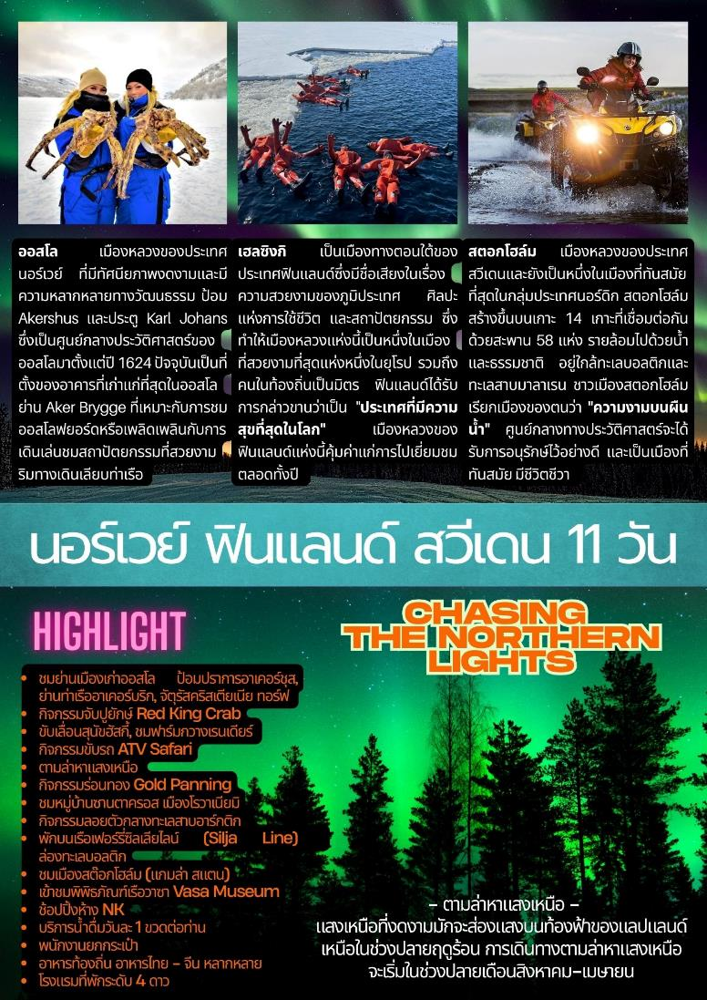 ออสโล เมืองหลวงของประเทศ
นอร์เวย์ ที่มีทัศนียภาพงดงามและมี
ความหลากหลายทางวัฒนธรรม ป้อม
Akershus และประตู Karl Johans
ซึ่งเป็นศูนย์กลางประวัติศาสตร์ของ
ออสโลมาตั้งแต่ปี 1624 ปัจจุบันเป็นที่
ตั้งของอาคารที่เก่าแก่ที่สุดในออสโล
ย่าน Aker Brygge ที่เหมาะกับการชม
ออสโลฟยอร์ดหรือเพลิดเพลินกับการ
เดินเล่นชมสถาปัตยกรรมที่สวยงาม
ริมทางเดินเลียบท่าเรือ
เฮลซิงกิ เป็นเมืองทางตอนใต้ของ
ประเทศฟินแลนด์ซึ่งมีชื่อเสียงในเรื่อง
ความสวยงามของภูมิประเทศ ศิลปะ
แห่งการใช้ชีวิต และสถาปัตยกรรม ซึ่ง
ทำให้เมืองหลวงแห่งนี้เป็นหนึ่งในเมือง
ที่สวยงามที่สุดแห่งหนึ่งในยุโรป รวมถึง
คนในท้องถิ่นเป็นมิตร ฟินแลนด์ได้รับ
การกล่าวขานว่าเป็น "ประเทศที่มีความ
สุขที่สุดในโลก" เมืองหลวงของ
ฟินแลนด์แห่งนี้คุ้มค่าแก่การไปเยี่ยมชม
ตลอดทั้งปี
สตอกโฮล์ม เมืองหลวงของประเทศ
สวีเดนและยังเป็นหนึ่งในเมืองที่ทันสมัย
ที่สุดในกลุ่มประเทศนอร์ดิก สตอกโฮล์ม
สร้างขึ้นบนเกาะ 14 เกาะที่เชื่อมต่อกัน
ด้วยสะพาน 58 แห่ง รายล้อมไปด้วยน้ำ
และธรรมชาติ อยู่ใกล้ทะเลบอลติกและ
ทะเลสาบมาลาเรน ชาวเมืองสตอกโฮล์ม
เรียกเมืองของตนว่า "ความงามบนผืน
น้ำ" ศูนย์กลางทางประวัติศาสตร์จะได้
รับการอนุรักษ์ไว้อย่างดี และเป็นเมืองที่
ทันสมัย มีชีวิตชีวา
นอร์เวย์ ฟินแลนด์ สวีเดน 11 วัน
HIGHLIGHT
• ชมย่านเมืองเก่าออสโล ป้อมปราการอาเคอร์ชุส,
ย่านท่าเรืออาเคอร์บริก, จัตุรัสคริสเตียเนีย ทอร์ฟ
• กิจกรรมจับปูยักษ์ Red King Crab
• ขับเลื่อนสุนัขฮัสกี้, ชมฟาร์มกวางเรนเดียร์
• กิจกรรมขับรถ ATV Safari
• ตามล่าหาแสงเหนือ
• กิจกรรมร่อนทอง Gold Panning
• ชมหมู่บ้านซานตาครอส เมืองโรวาเนียมิ
• กิจกรรมลอยตัวกลางทะเลสาบอาร์กติก
• พักบนเรือเฟอร์รี่ซิลเลียไลน์ (Silja Line)
ล่องทะเลบอลติก
• ชมเมืองสต๊อกโฮล์ม (แกมล่า สแตน)
• เข้าชมพิพิธภัณฑ์เรือวาซา Vasa Museum
• ช้อปปิ้งห้าง NK
• บริการน้ำดื่มวันละ 1 ขวดต่อท่าน
• พนักงานยกกระเป๋า
• อาหารท้องถิ่น อาหารไทย – จีน หลากหลาย
• โรงแรมที่พักระดับ 4 ดาว
CHASING
THE NORTHERN
LIGHTS
– ตามล่าหาแสงเหนือ –
แสงเหนือที่งดงามมักจะส่องแสงบนท้องฟ้าของแลปแลนด์
เหนือในช่วงปลายฤดูร้อน การเดินทางตามล่าหาแสงเหนือ
จะเริ่มในช่วงปลายเดือนสิงหาคม–เมษายน